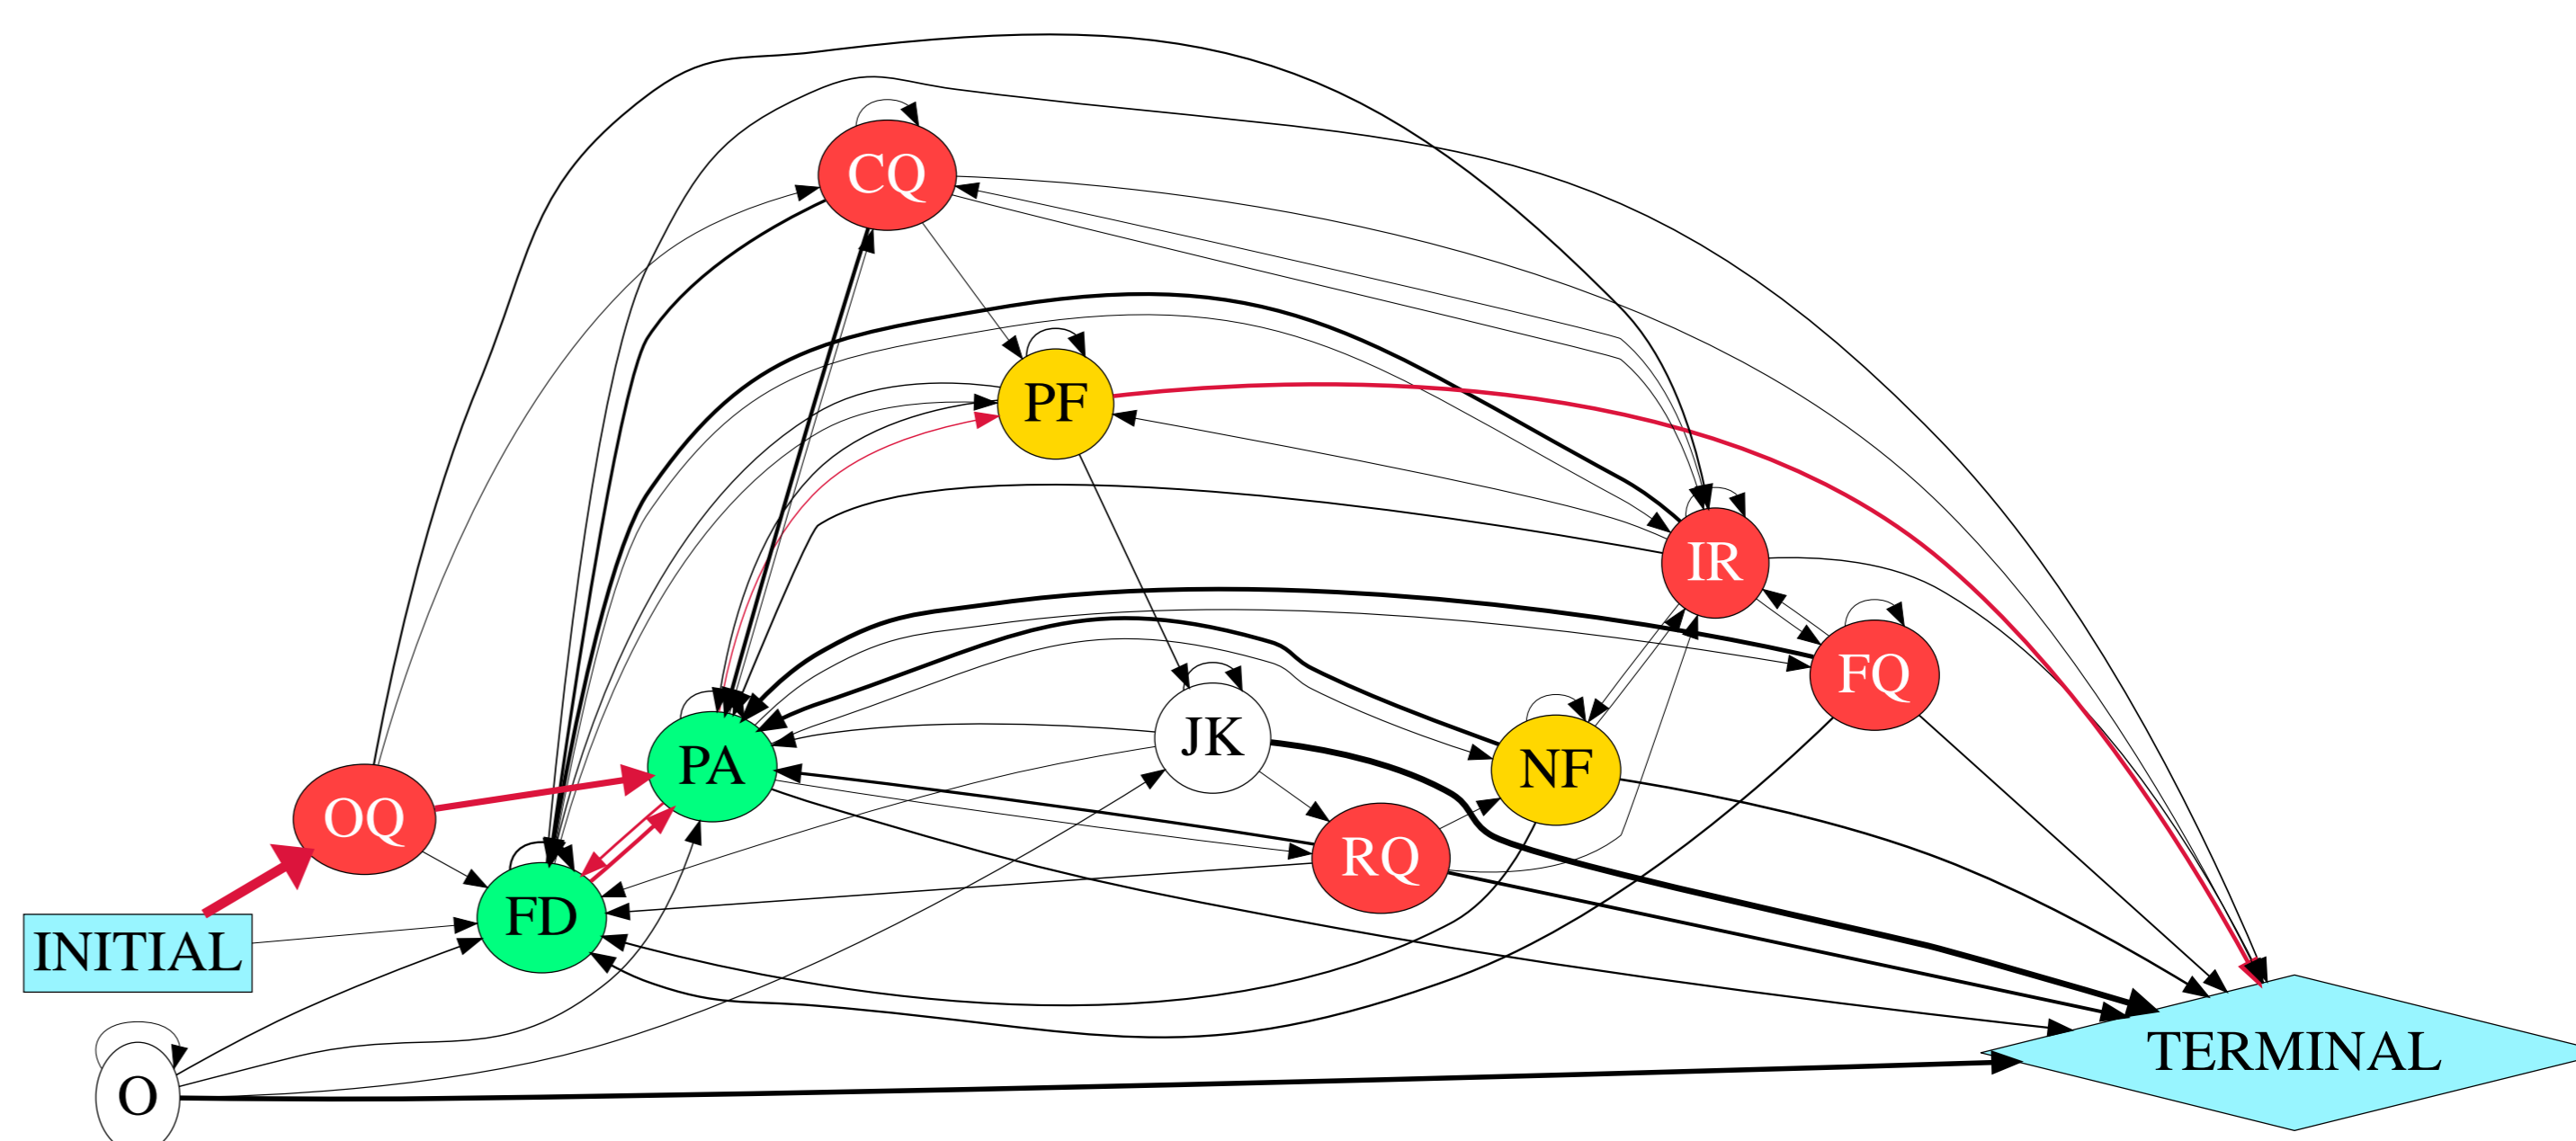 CQ
PF
IR
FQ
JK
PA
NF
OQ
RQ
FD
INITIAL
TERMINAL
O